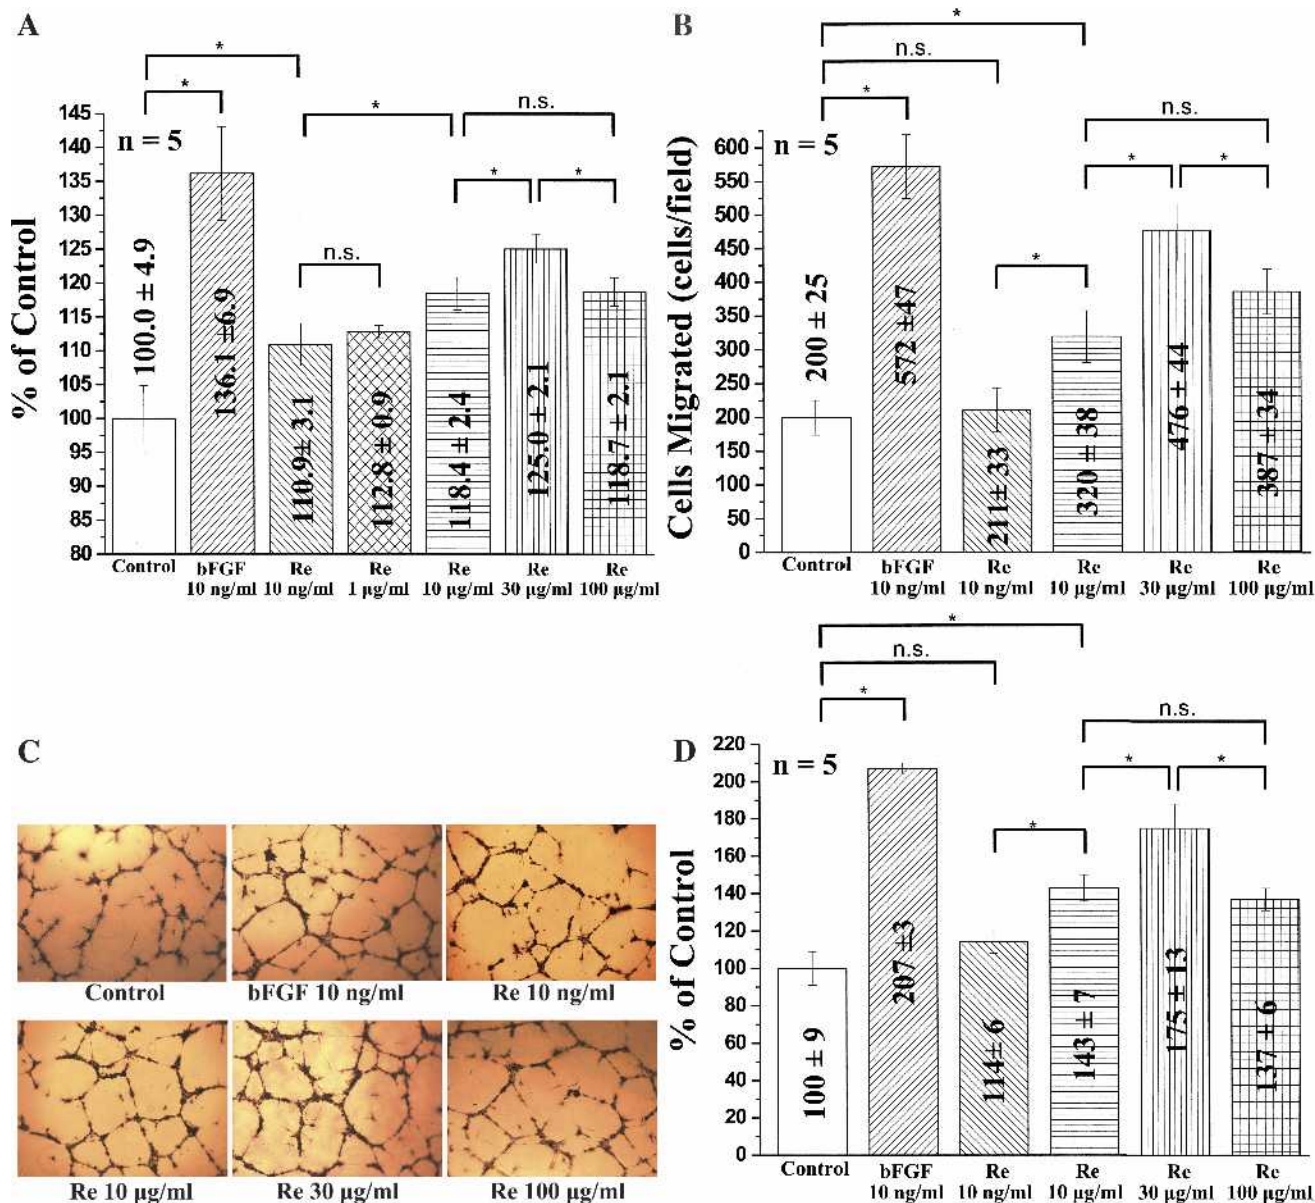 A
*
*
*
n.s.
*
*
n.s.
n = 5
% of Control
145
140
135
130
125
120
115
110
105
100
95
90
85
80
100.0 ± 4.9
136.1 ± 6.9
110.9 ± 3.1
112.8 ± 0.9
118.4 ± 2.4
125.0 ± 2.1
118.7 ± 2.1
Control
bFGF
10 ng/ml
Re
10 ng/ml
Re
1 µg/ml
Re
10 µg/ml
Re
30 µg/ml
Re
100 µg/ml
B
*
n.s.
*
n.s.
*
*
*
n = 5
Cells Migrated (cells/field)
600
550
500
450
400
350
300
250
200
150
100
50
0
200 ± 25
572 ± 47
211 ± 33
320 ± 38
476 ± 44
387 ± 34
Control
bFGF
10 ng/ml
Re
10 ng/ml
Re
10 µg/ml
Re
30 µg/ml
Re
100 µg/ml
C
Control
bFGF 10 ng/ml
Re 10 ng/ml
Re 10 µg/ml
Re 30 µg/ml
Re 100 µg/ml
D
*
n.s.
*
n.s.
*
*
*
n = 5
% of Control
220
200
180
160
140
120
100
80
60
40
20
0
100 ± 9
207 ± 3
114 ± 6
143 ± 7
175 ± 13
137 ± 6
Control
bFGF
10 ng/ml
Re
10 ng/ml
Re
10 µg/ml
Re
30 µg/ml
Re
100 µg/ml